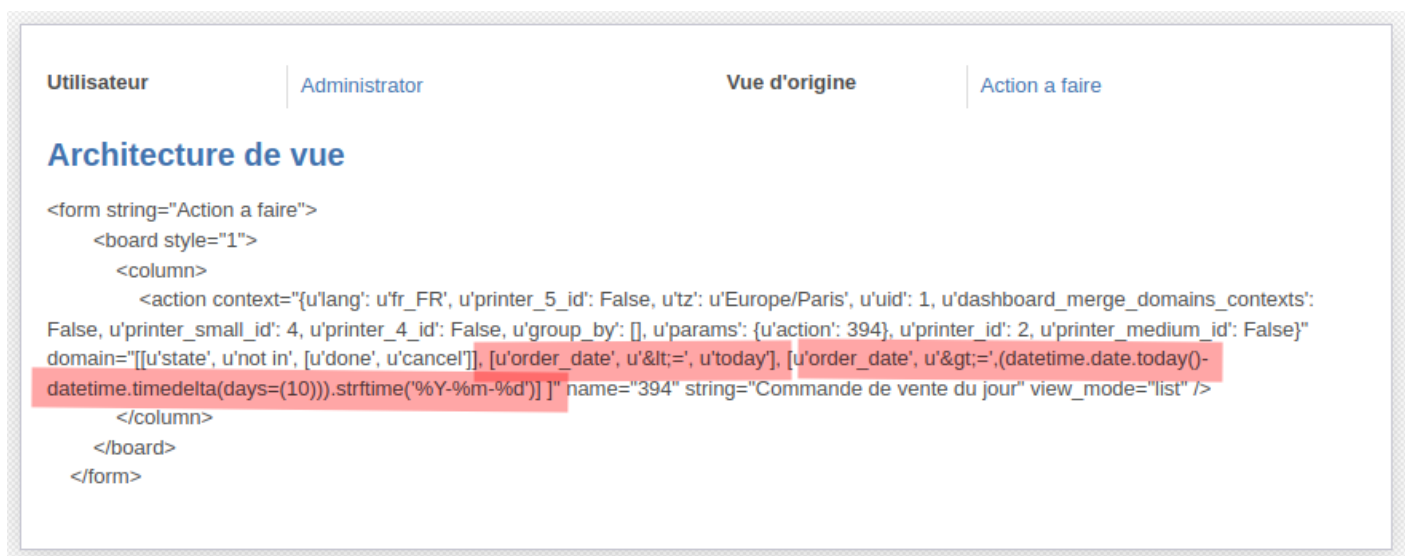 Utilisateur Administrator Vue d'origine Action a faire
Architecture de vue
<form string="Action a faire">
<board style="1">
<column>
<action context="{u'lang': u'fr_FR', u'printer_5_id': False, u'tz': u'Europe/Paris', u'uid': 1, u'dashboard_merge_domains_contexts':
False, u'printer_small_id': 4, u'printer_4_id': False, u'group_by': [], u'params': {u'action': 394}, u'printer_id': 2, u'printer_medium_id': False}"
domain="[[u'state', u'not in', [u'done', u'cancel']], [u'order_date', u'&lt;=', u'today'], [u'order_date', u'&gt;=',(datetime.date.today()-
datetime.timedelta(days=(10))).strftime('%Y-%m-%d')] ]" name="394" string="Commande de vente du jour" view_mode="list" />
</column>
</board>
</form>